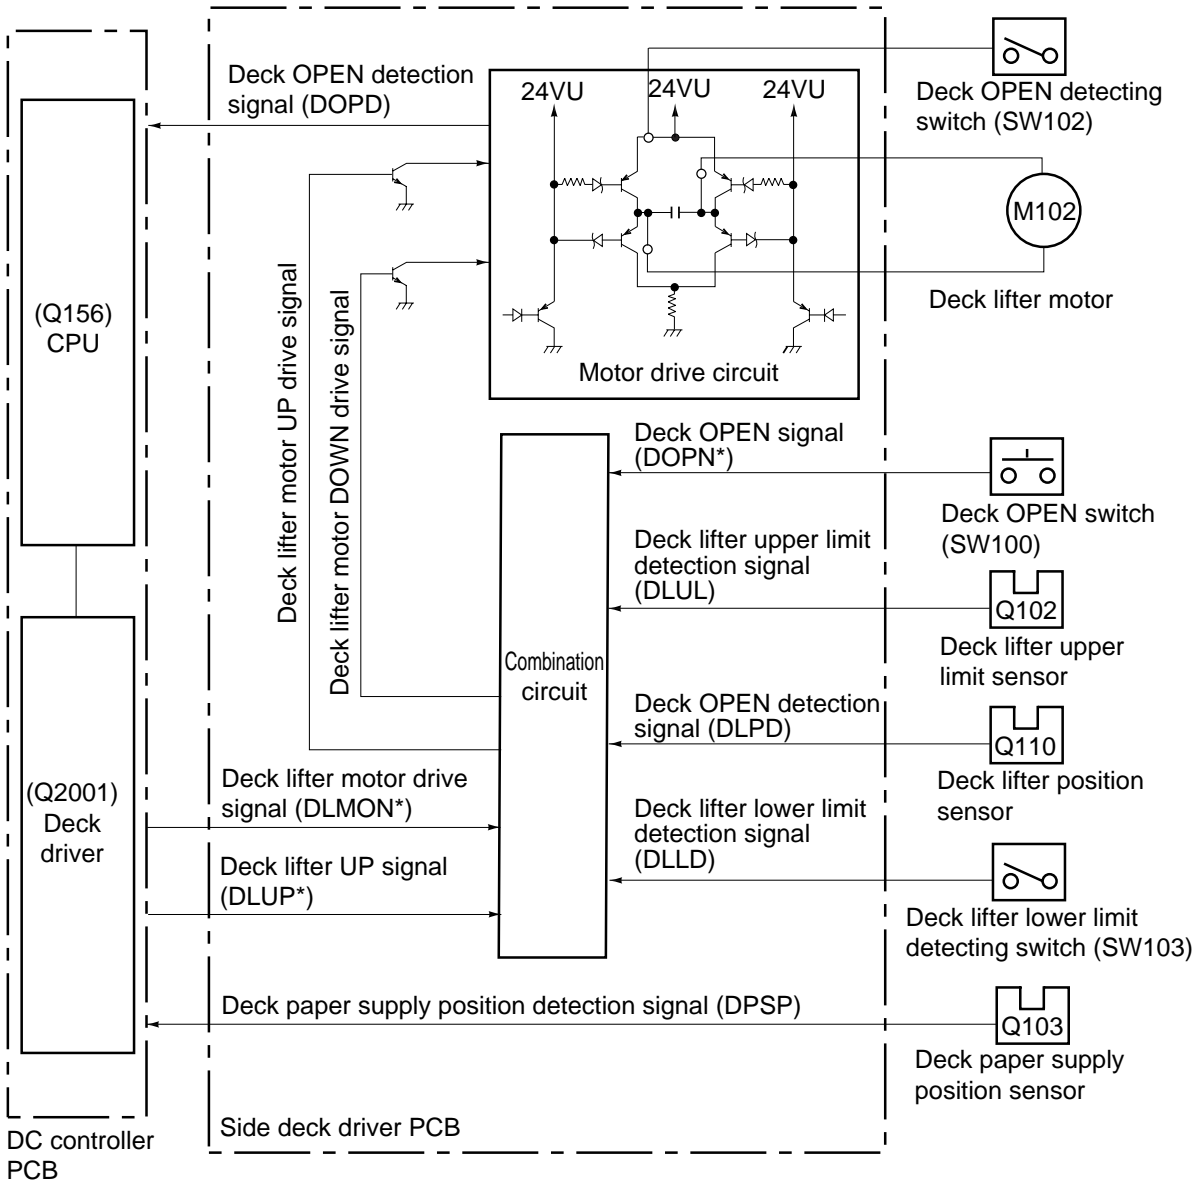 Deck OPEN detection
signal (DOPD)
24VU
24VU
24VU
Deck OPEN detecting
switch (SW102)
M102
Deck lifter motor
(Q156)
CPU
Deck lifter motor UP drive signal
Deck lifter motor DOWN drive signal
Motor drive circuit
Deck OPEN signal
(DOPN*)
Deck OPEN switch
(SW100)
Deck lifter upper limit
detection signal
(DLUL)
Q102
Deck lifter upper
limit sensor
Combination
circuit
Deck OPEN detection
signal (DLPD)
Q110
Deck lifter position
sensor
(Q2001)
Deck
driver
Deck lifter motor drive
signal (DLMON*)
Deck lifter lower limit
detection signal
(DLLD)
Deck lifter UP signal
(DLUP*)
Deck lifter lower limit
detecting switch (SW103)
Deck paper supply position detection signal (DPSP)
Q103
Deck paper supply
position sensor
Side deck driver PCB
DC controller
PCB